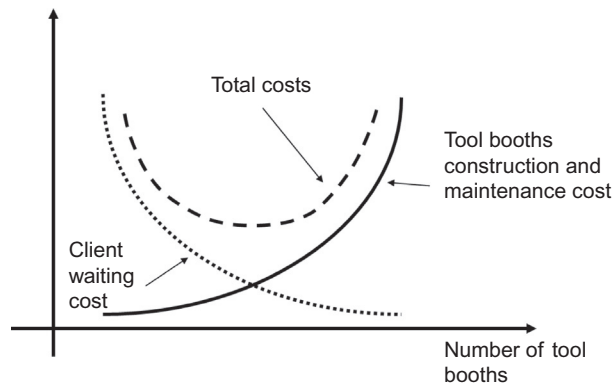 Total costs
Tool booths
construction and
maintenance cost
Client
waiting
cost
Number of tool
booths